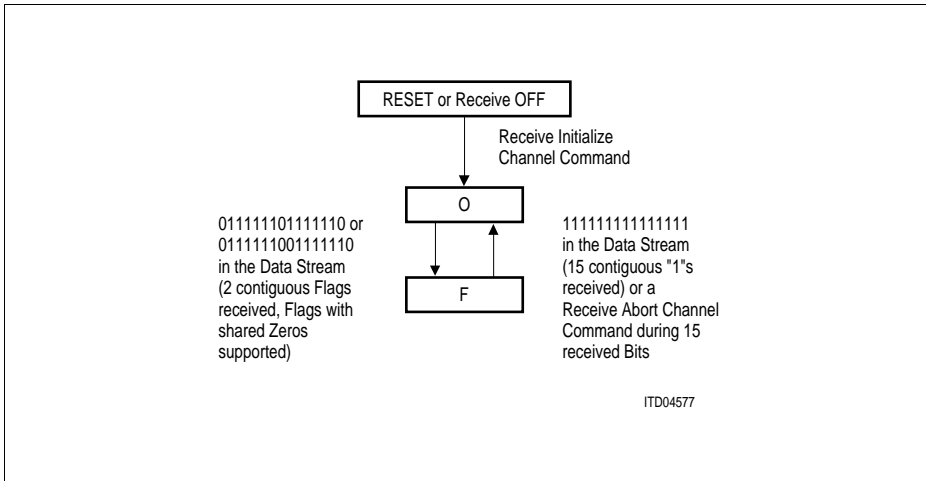 RESET or Receive OFF
Receive Initialize
Channel Command
O
011111101111110 or
0111111001111110
in the Data Stream
(2 contiguous Flags
received, Flags with
shared Zeros
supported)
F
111111111111111
in the Data Stream
(15 contiguous "1"s
received) or a
Receive Abort Channel
Command during 15
received Bits
ITD04577